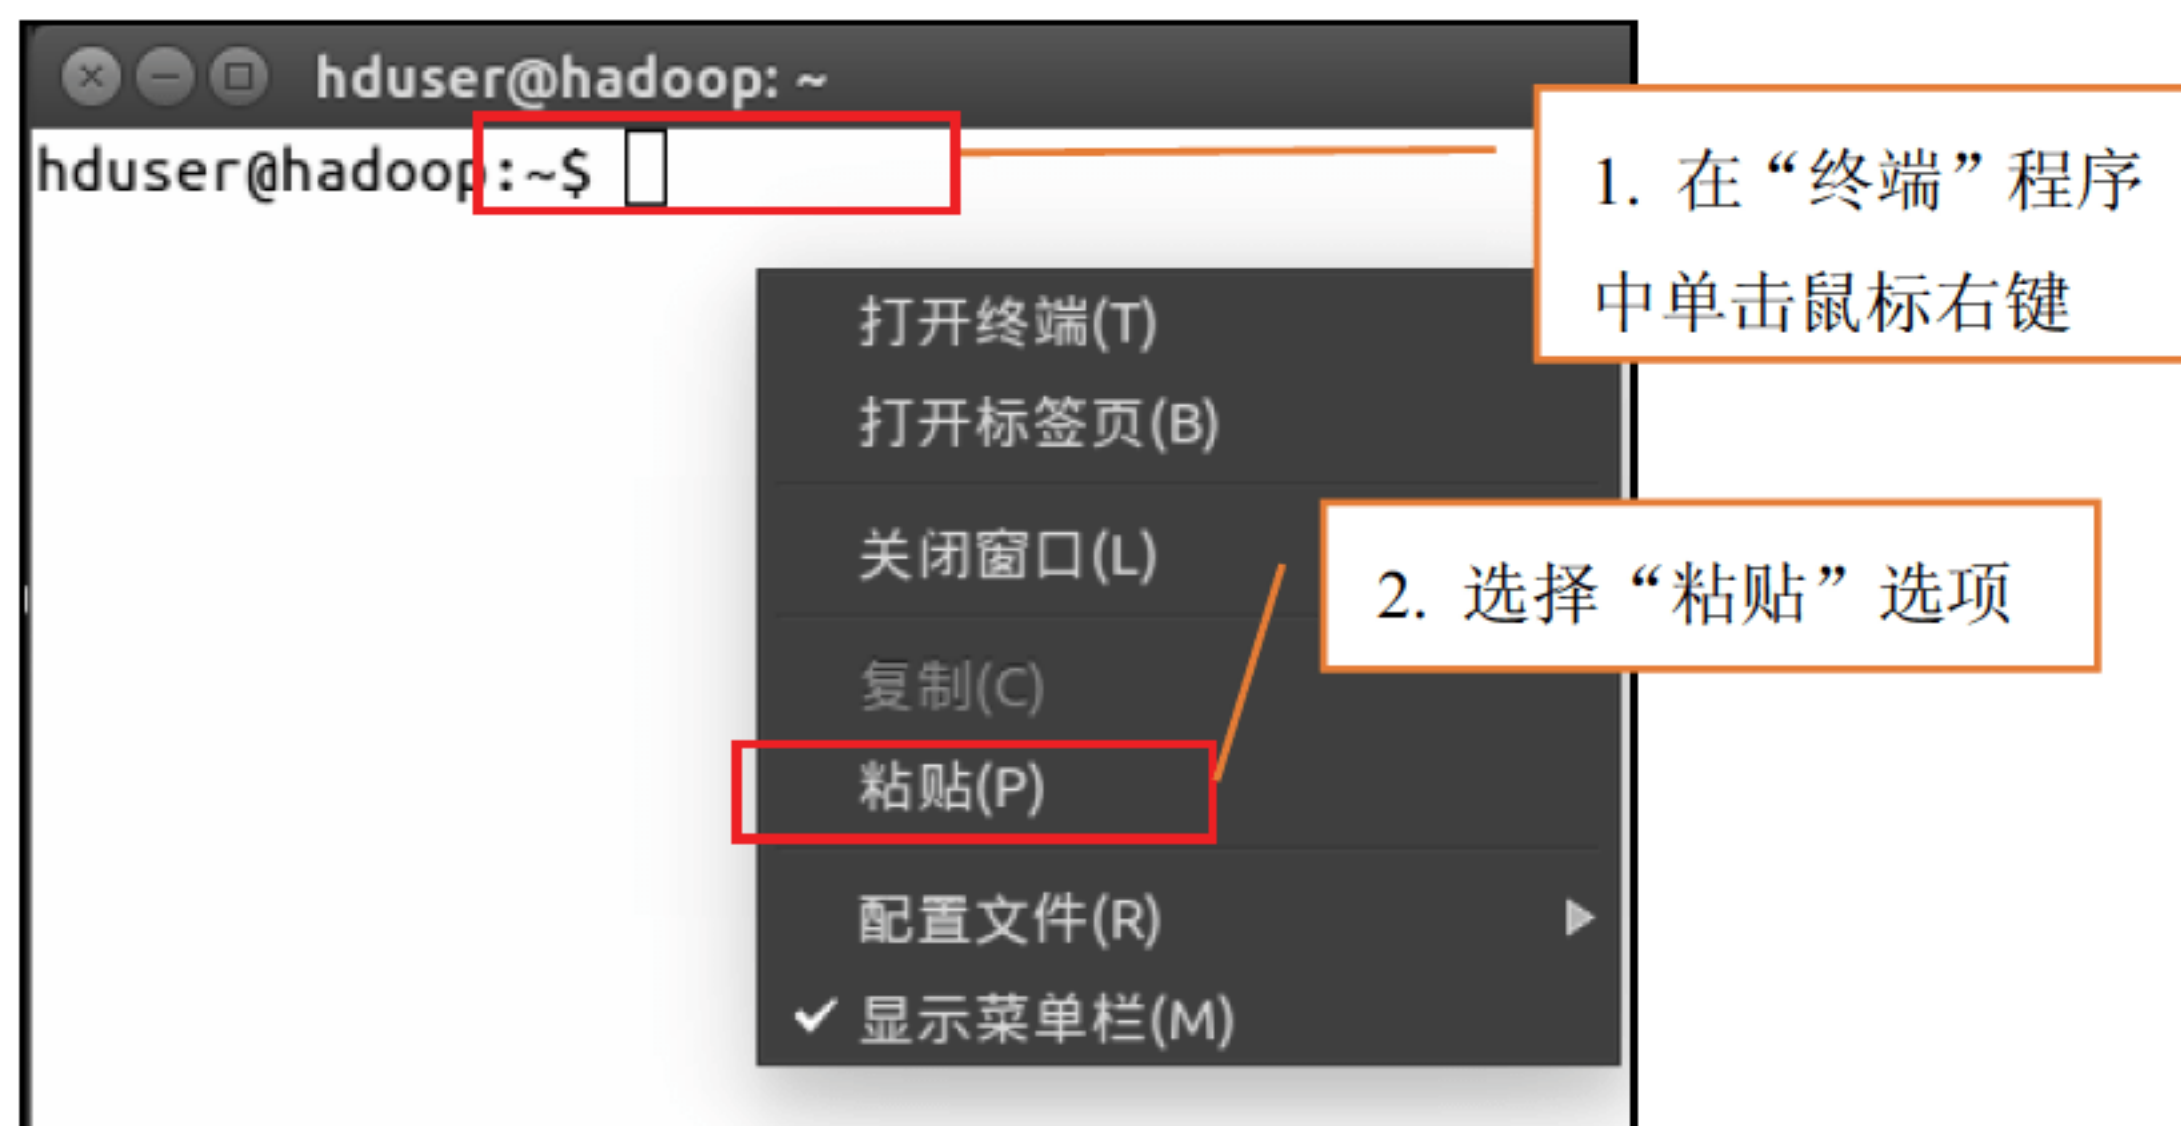 hduser@hadoop: ~
hduser@hadoop:~$
1. 在“终端”程序
中单击鼠标右键
打开终端(T)
打开标签页(B)
关闭窗口(L)
2. 选择“粘贴”选项
复制(C)
粘贴(P)
配置文件(R)
显示菜单栏(M)